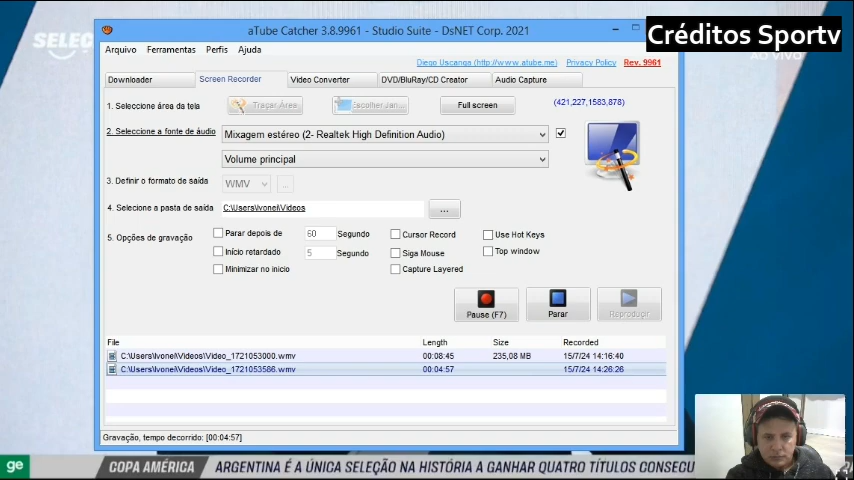 SELEÇ
aTube Catcher 3.8.9961 - Studio Suite - DsNET Corp. 2021
Créditos Sportv
AO VIVO
Arquivo Ferramentas Perfis Ajuda
Diego Uscanga (http://www.atube.me) Privacy Policy Rev. 9961
Downloader Screen Recorder Video Converter DVD/BluRay/CD Creator Audio Capture
1. Seleccione área da tela Traçar Área Escolher Jan... Full screen (421,227,1583,878)
2. Seleccione a fonte de áudio Mixagem estéreo (2- Realtek High Definition Audio)
Volume principal
3. Definir o formato de saída WMV ...
4. Selecione a pasta de saída C:\Users\Ivonei\Videos ...
5. Opções de gravação Parar depois de 60 Segundo Cursor Record Use Hot Keys
Início retardado 5 Segundo Siga Mouse Top window
Minimizar no inicio Capture Layered
Pause (F7) Parar Reproduzir
File Length Size Recorded
C:\Users\Ivonei\Videos\Video_1721053000.wmv 00:08:45 235,08 MB 15/7/24 14:16:40
C:\Users\Ivonei\Videos\Video_1721053586.wmv 00:04:57 15/7/24 14:26:26
Gravação, tempo decorrido: [00:04:57]
ge COPA AMÉRICA ARGENTINA É A ÚNICA SELEÇÃO NA HISTÓRIA A GANHAR QUATRO TÍTULOS CONSECU